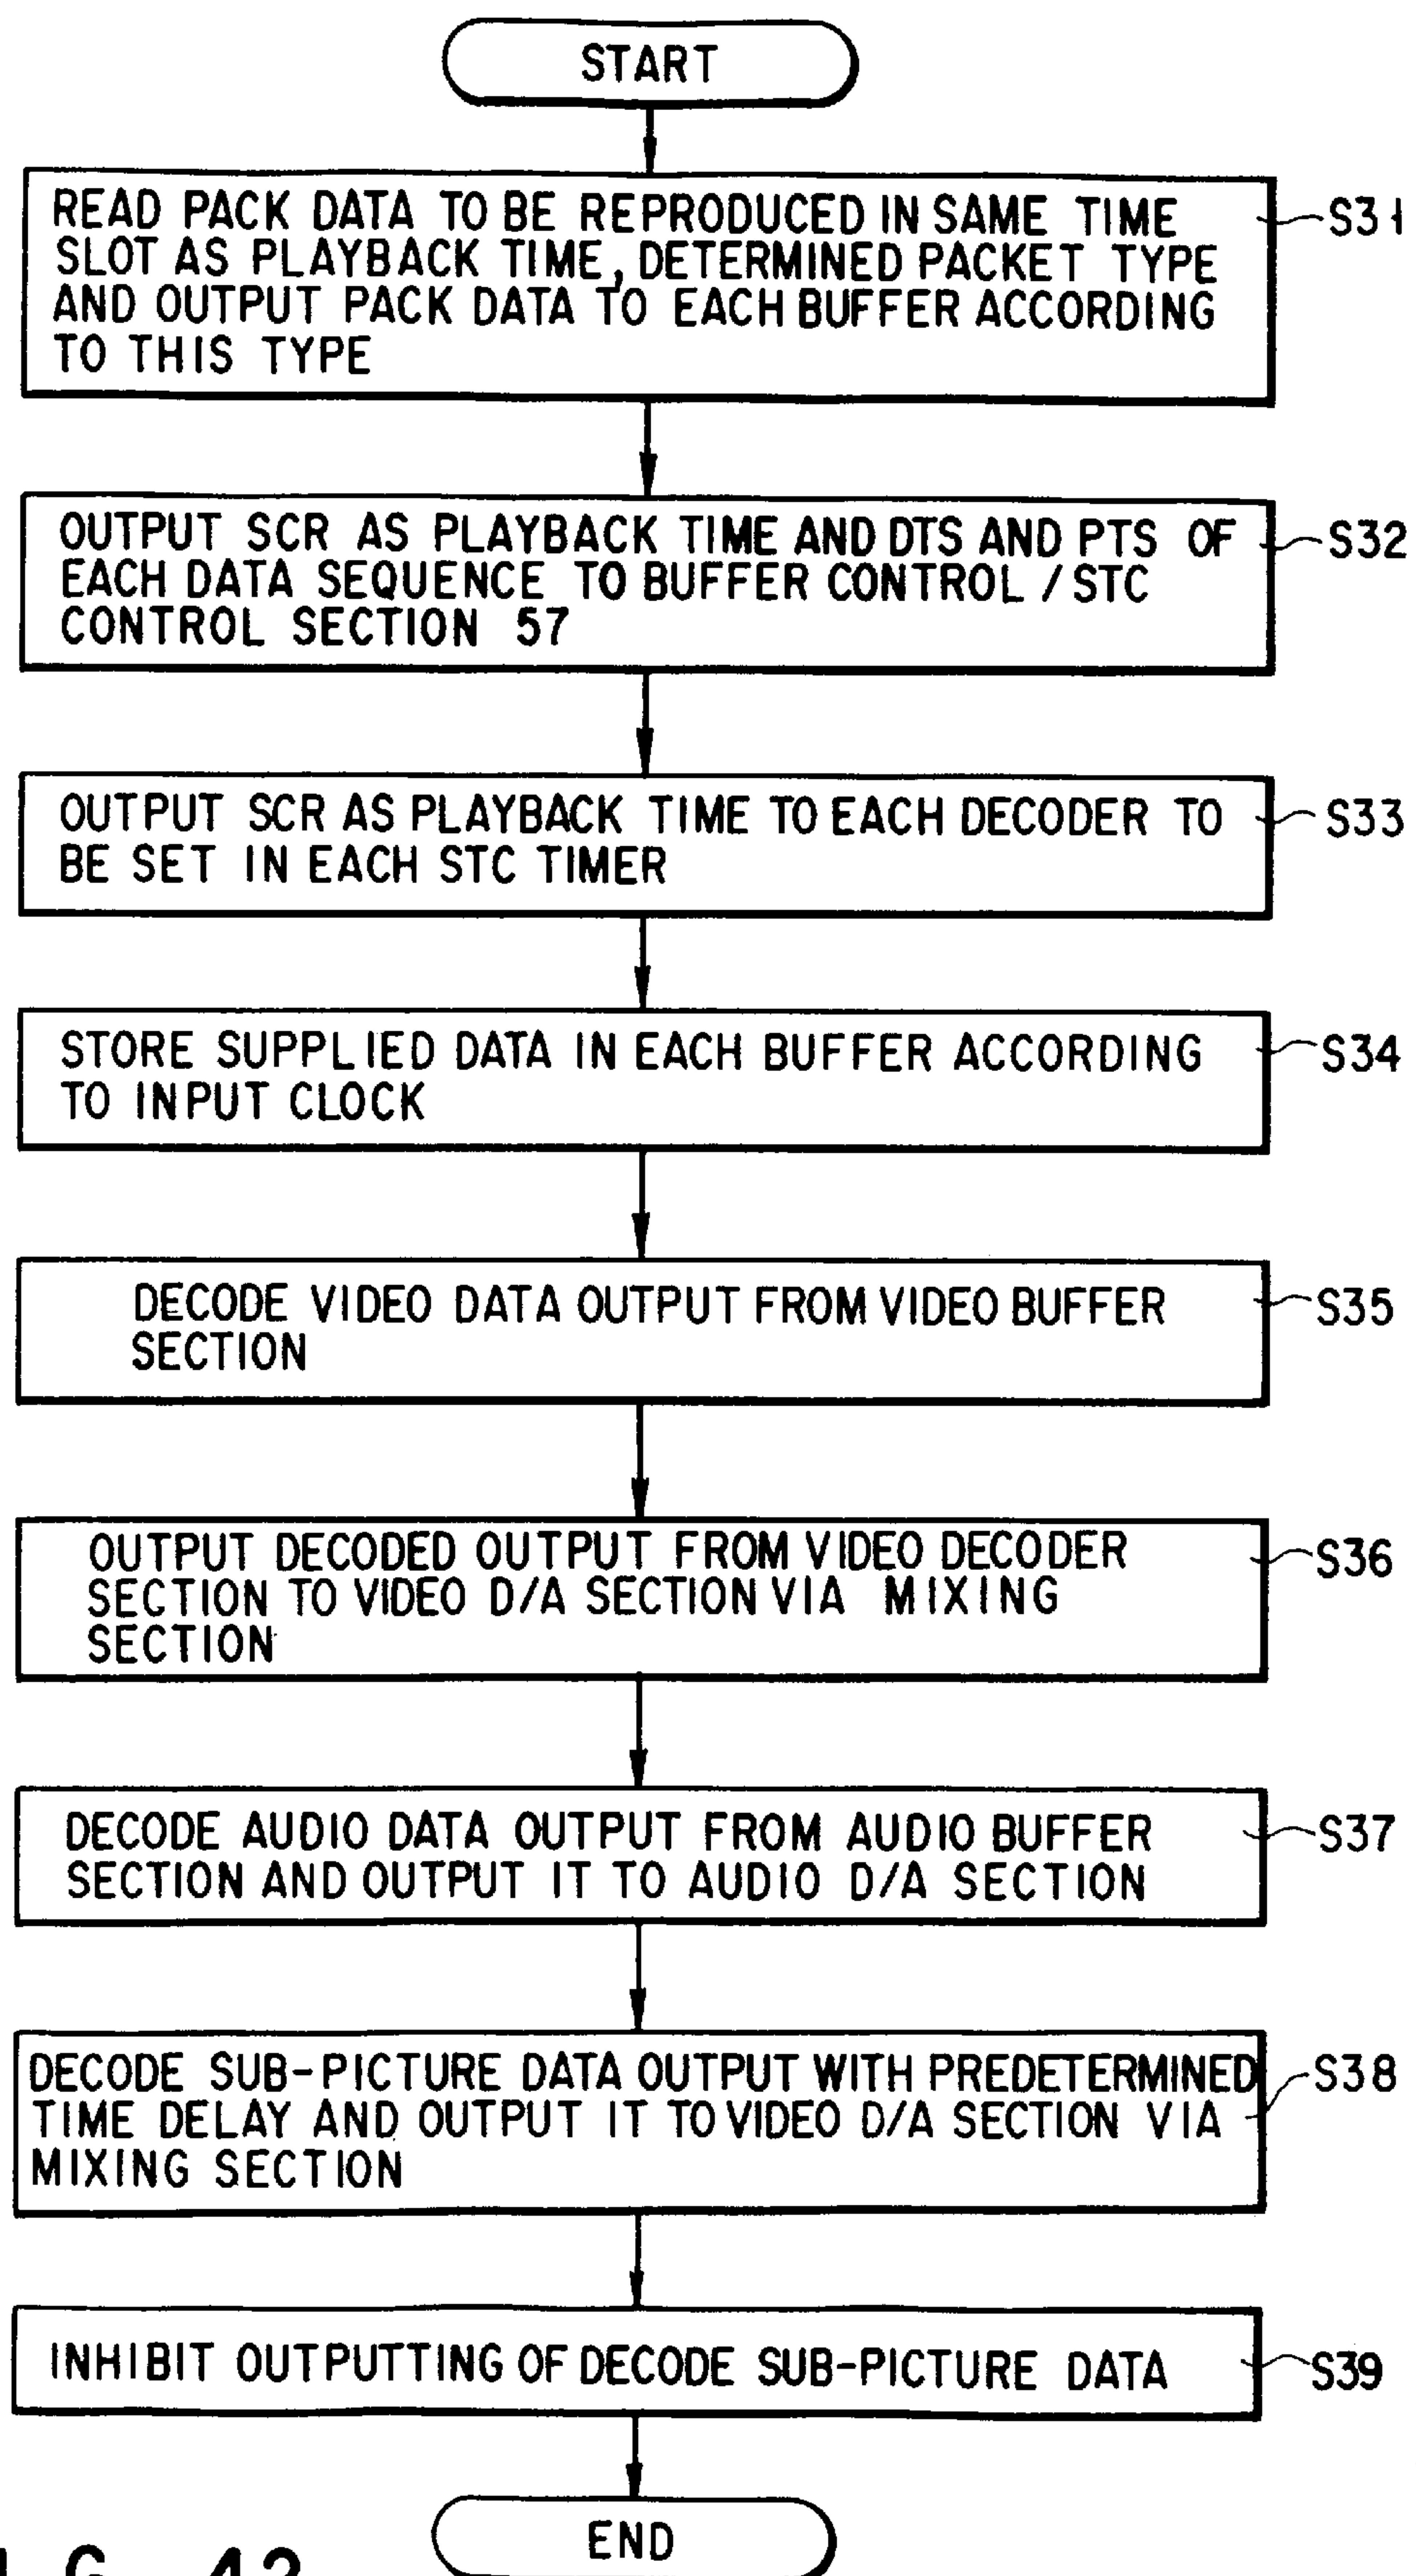 START
READ PACK DATA TO BE REPRODUCED IN SAME TIME
SLOT AS PLAYBACK TIME, DETERMINED PACKET TYPE
AND OUTPUT PACK DATA TO EACH BUFFER ACCORDING
TO THIS TYPE
S31
OUTPUT SCR AS PLAYBACK TIME AND DTS AND PTS OF
EACH DATA SEQUENCE TO BUFFER CONTROL / STC
CONTROL SECTION 57
S32
OUTPUT SCR AS PLAYBACK TIME TO EACH DECODER TO
BE SET IN EACH STC TIMER
S33
STORE SUPPLIED DATA IN EACH BUFFER ACCORDING
TO INPUT CLOCK
S34
DECODE VIDEO DATA OUTPUT FROM VIDEO BUFFER
SECTION
S35
OUTPUT DECODED OUTPUT FROM VIDEO DECODER
SECTION TO VIDEO D/A SECTION VIA MIXING
SECTION
S36
DECODE AUDIO DATA OUTPUT FROM AUDIO BUFFER
SECTION AND OUTPUT IT TO AUDIO D/A SECTION
S37
DECODE SUB-PICTURE DATA OUTPUT WITH PREDETERMINED
TIME DELAY AND OUTPUT IT TO VIDEO D/A SECTION VIA
MIXING SECTION
S38
INHIBIT OUTPUTTING OF DECODE SUB-PICTURE DATA
S39
END